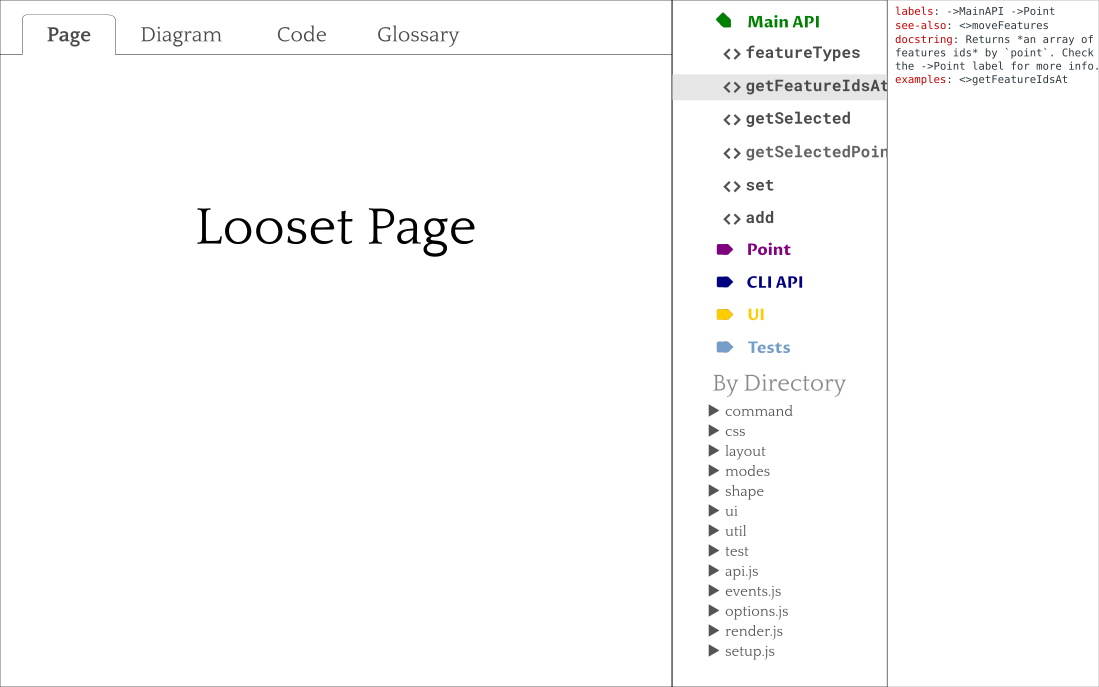 Page Diagram Code Glossary
Looset Page
Main API
<> featureTypes
<> getFeatureIdsAt
<> getSelected
<> getSelectedPoin
<> set
<> add
Point
CLI API
UI
Tests
By Directory
command
css
layout
modes
shape
ui
util
test
api.js
events.js
options.js
render.js
setup.js
labels: ->MainAPI ->Point
see-also: <>moveFeatures
docstring: Returns *an array of
features ids* by `point`. Check
the ->Point label for more info.
examples: <>getFeatureIdsAt